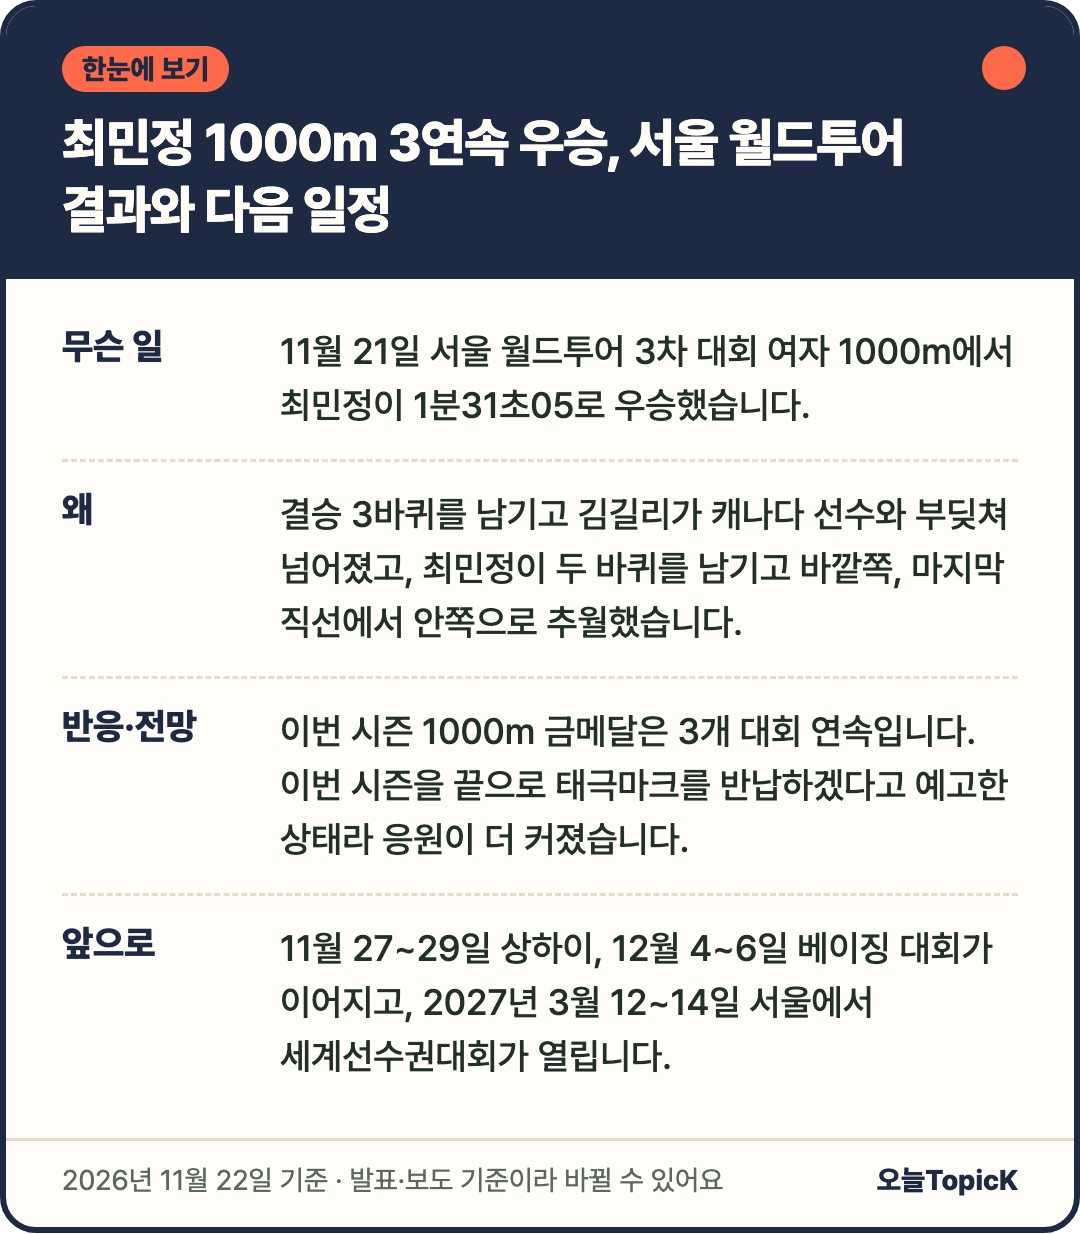 한눈에 보기
최민정 1000m 3연속 우승, 서울 월드투어
결과와 다음 일정
무슨 일
11월 21일 서울 월드투어 3차 대회 여자 1000m에서
최민정이 1분31초05로 우승했습니다.
왜
결승 3바퀴를 남기고 김길리가 캐나다 선수와 부딪쳐
넘어졌고, 최민정이 두 바퀴를 남기고 바깥쪽, 마지막
직선에서 안쪽으로 추월했습니다.
반응·전망
이번 시즌 1000m 금메달은 3개 대회 연속입니다.
이번 시즌을 끝으로 태극마크를 반납하겠다고 예고한
상태라 응원이 더 커졌습니다.
앞으로
11월 27~29일 상하이, 12월 4~6일 베이징 대회가
이어지고, 2027년 3월 12~14일 서울에서
세계선수권대회가 열립니다.
2026년 11월 22일 기준 · 발표·보도 기준이라 바뀔 수 있어요
오늘TopicK